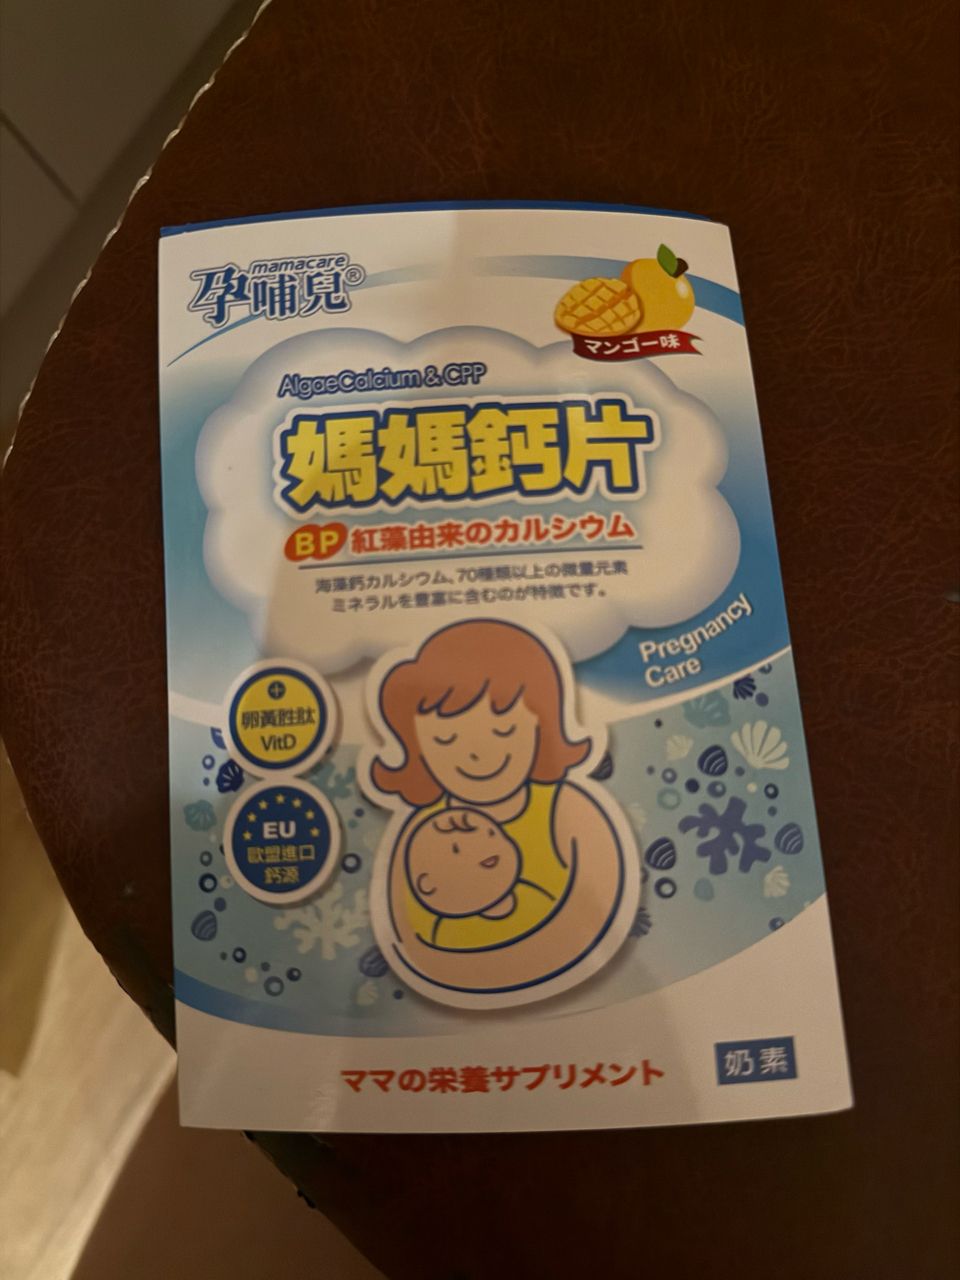 mamacare
孕哺兒®
マンゴー味
AlgaeCalcium & CPP
媽媽鈣片
BP 紅藻由来のカルシウム
海藻鈣カルシウム、70種類以上の微量元素
ミネラルを豊富に含むのが特徴です。
Pregnancy
Care
+
卵黃胜肽
VitD
EU
歐盟進口
鈣源
ママの栄養サプリメント
奶素